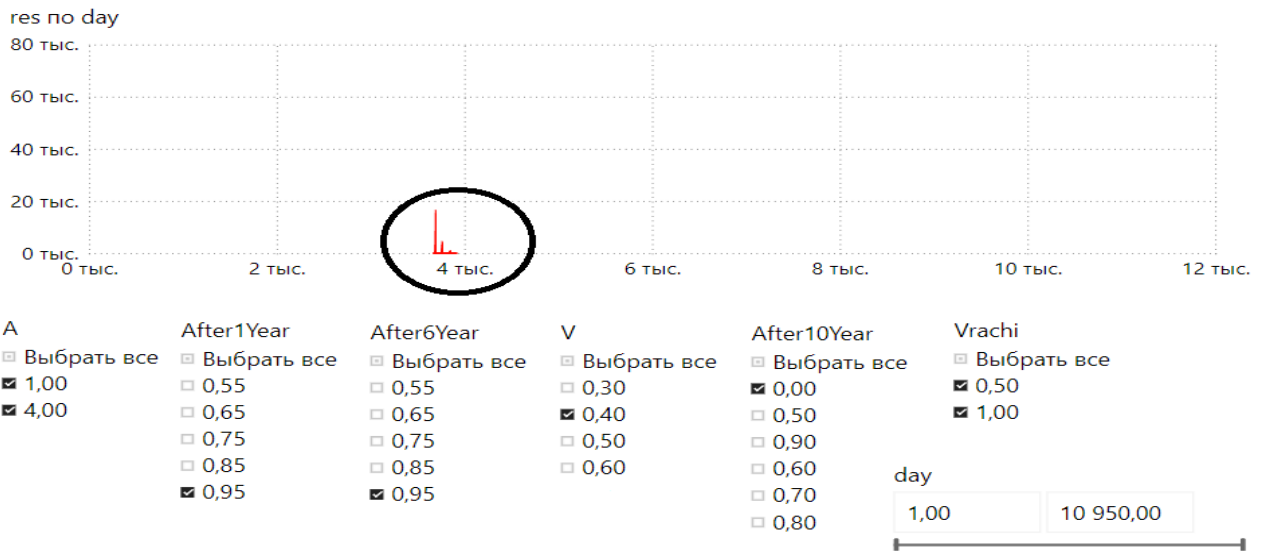 res по day
80 тыс.
60 тыс.
40 тыс.
20 тыс.
0 тыс.
0 тыс. 2 тыс. 4 тыс. 6 тыс. 8 тыс. 10 тыс. 12 тыс.
A
Выбрать все
1,00
4,00
After1Year
Выбрать все
0,55
0,65
0,75
0,85
0,95
After6Year
Выбрать все
0,55
0,65
0,75
0,85
0,95
V
Выбрать все
0,30
0,40
0,50
0,60
After10Year
Выбрать все
0,00
0,50
0,90
0,60
0,70
0,80
Vrachi
Выбрать все
0,50
1,00
day
1,00 10 950,00